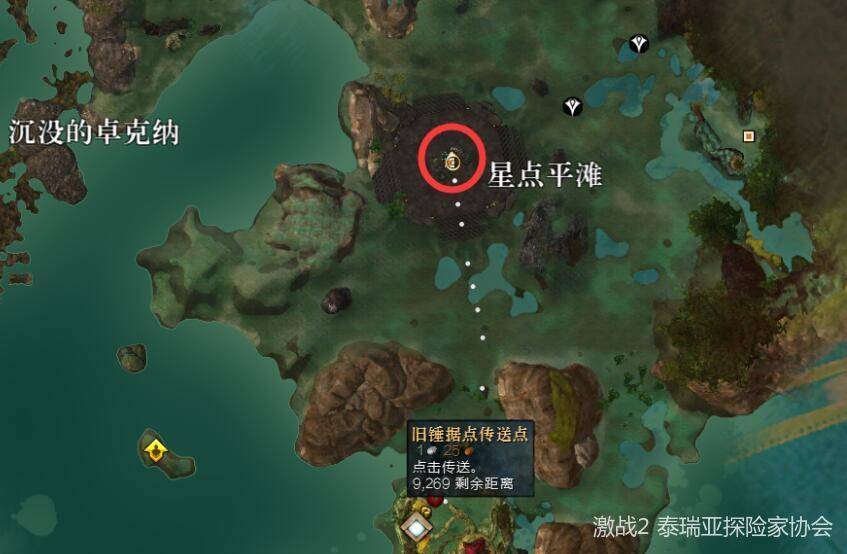 沉没的卓克纳
星点平滩
旧锤据点传送点
1 25
点击传送。
9,269 剩余距离
激战2 泰瑞亚探险家协会